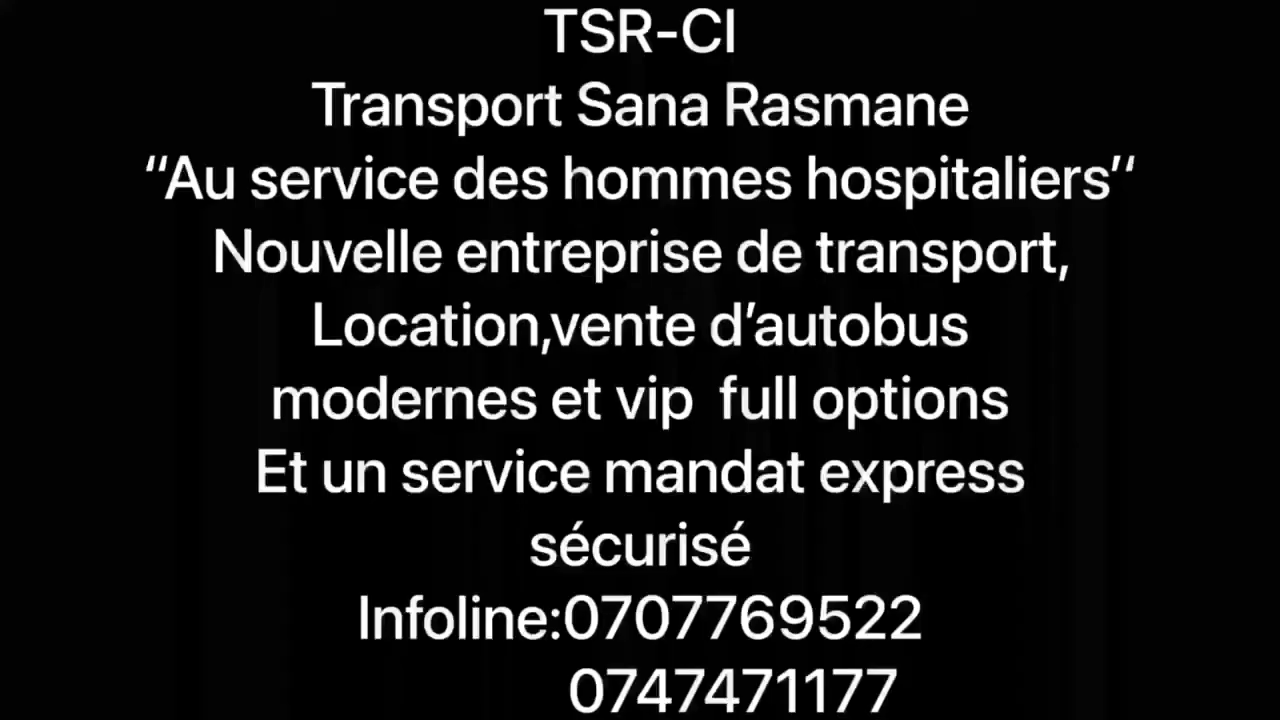 TSR-CI
Transport Sana Rasmane
“Au service des hommes hospitaliers’’
Nouvelle entreprise de transport,
Location,vente d’autobus
modernes et vip  full options
Et un service mandat express
sécurisé
Infoline:0707769522
0747471177